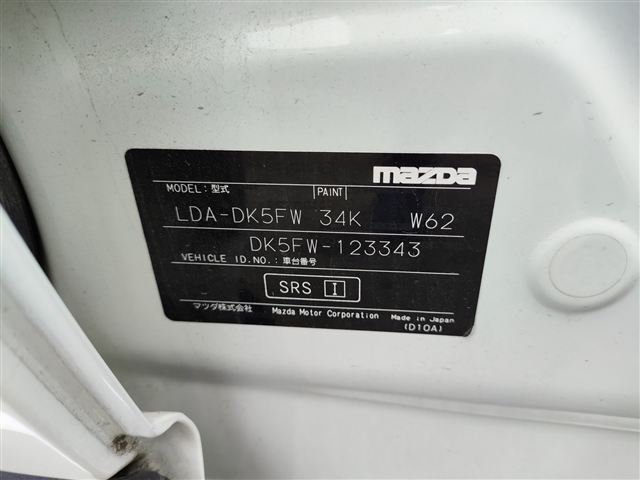 mazda
MODEL: 型式 PAINT
LDA-DK5FW 34K W62
DK5FW-123343
VEHICLE ID.NO.: 車台番号
SRS I
マツダ株式会社 Mazda Motor Corporation Made in Japan
(D10A)